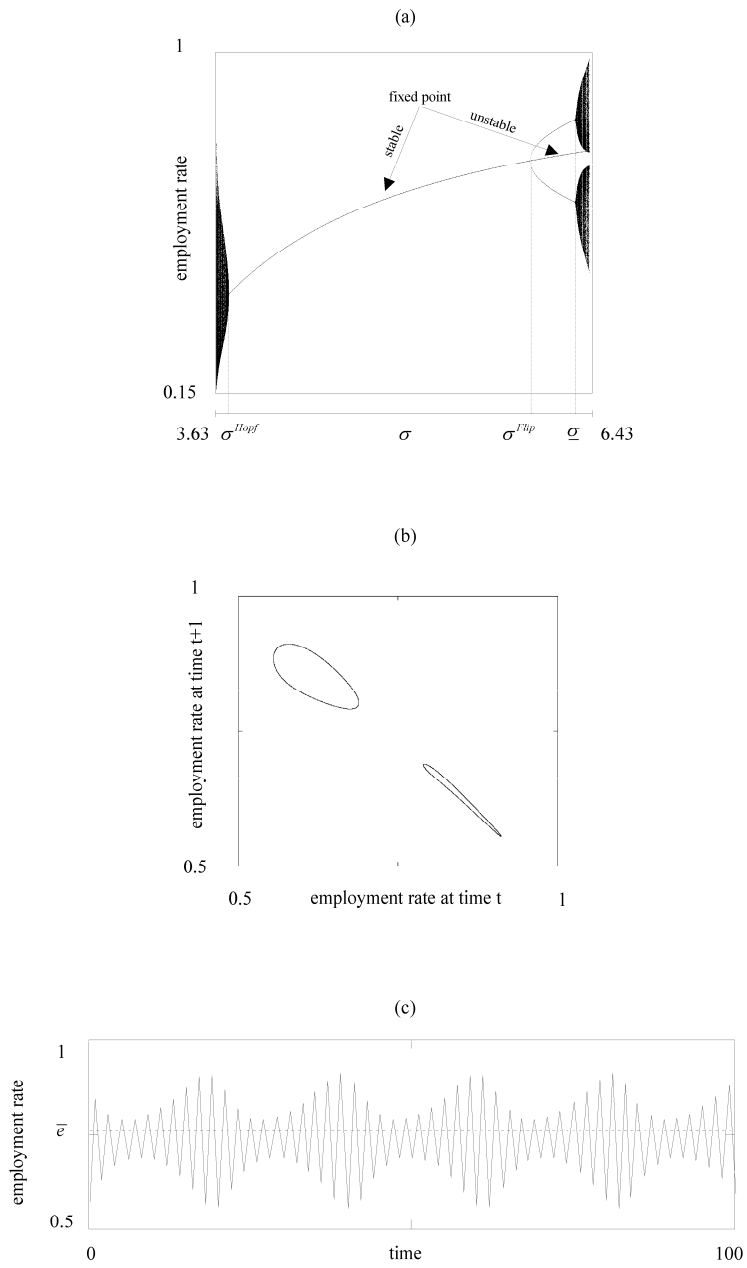 (a)
1
fixed point
stable
unstable
employment rate
0.15
3.63 σ^Hopf σ σ^Flip σ̲ 6.43
(b)
1
employment rate at time t+1
0.5
0.5 employment rate at time t 1
(c)
1
employment rate
e̅
0.5
0 time 100